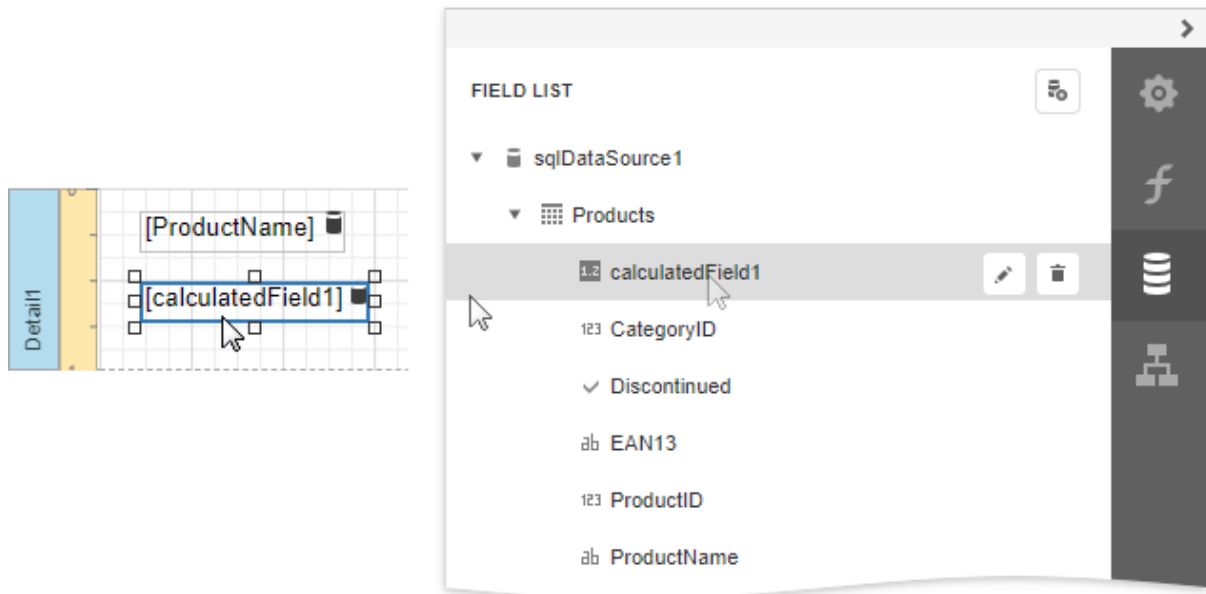 FIELD LIST
sqlDataSource1
Products
1.2 calculatedField1
123 CategoryID
Discontinued
ab EAN13
123 ProductID
ab ProductName
0
[ProductName]
[calculatedField1]
Detail1